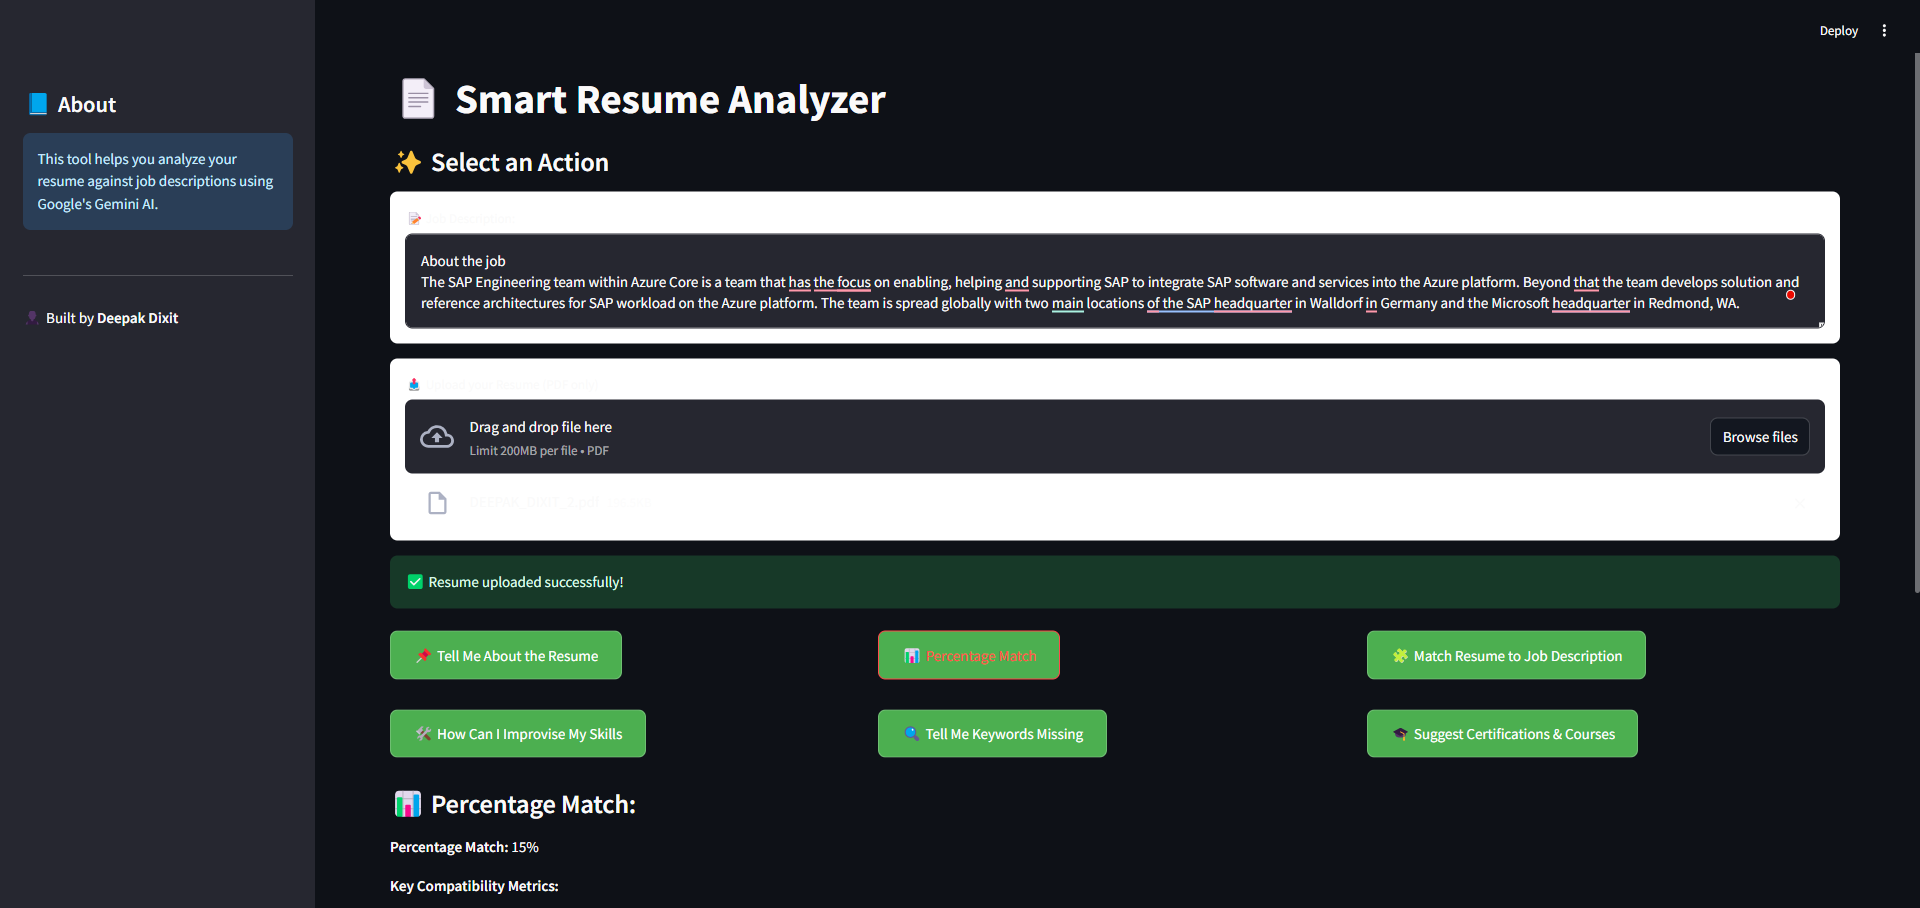 Deploy
About
This tool helps you analyze your
resume against job descriptions using
Google's Gemini AI.
Built by Deepak Dixit
Smart Resume Analyzer
Select an Action
About the job
The SAP Engineering team within Azure Core is a team that has the focus on enabling, helping and supporting SAP to integrate SAP software and services into the Azure platform. Beyond that the team develops solution and
reference architectures for SAP workload on the Azure platform. The team is spread globally with two main locations of the SAP headquarter in Walldorf in Germany and the Microsoft headquarter in Redmond, WA.
Drag and drop file here
Limit 200MB per file • PDF
Browse files
Resume uploaded successfully!
Tell Me About the Resume
Percentage Match
Match Resume to Job Description
How Can I Improvise My Skills
Tell Me Keywords Missing
Suggest Certifications & Courses
Percentage Match:
Percentage Match: 15%
Key Compatibility Metrics: